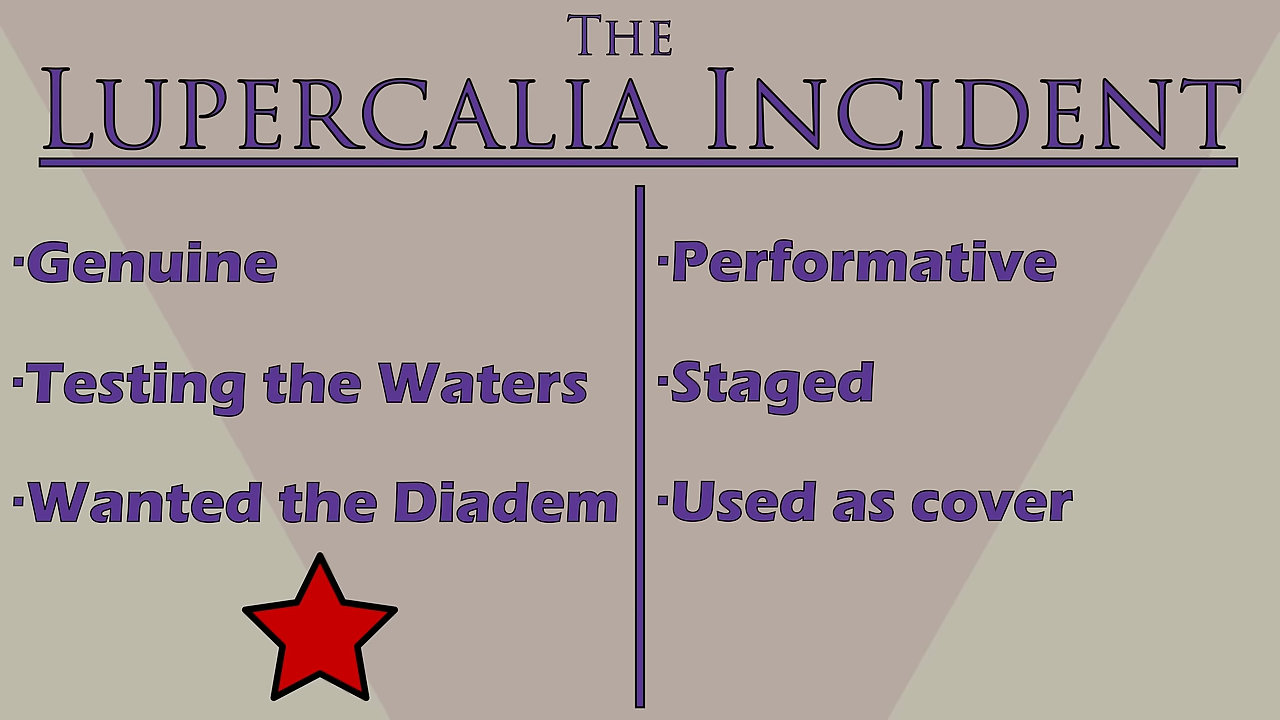 The
Lupercalia Incident
·Genuine
·Testing the Waters
·Wanted the Diadem
·Performative
·Staged
·Used as cover